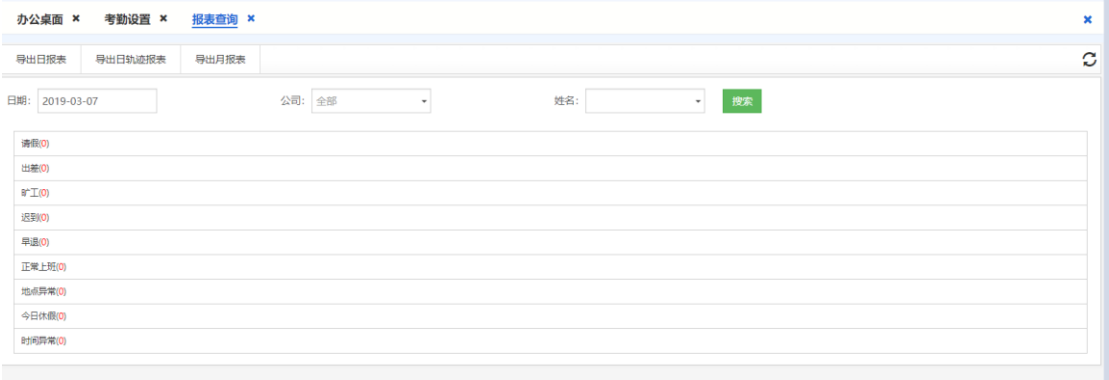 办公桌面 × 考勤设置 × 报表查询 ×
导出日报表 导出日轨迹报表 导出月报表
日期: 2019-03-07 公司: 全部 姓名: 搜索
请假(0)
出差(0)
旷工(0)
迟到(0)
早退(0)
正常上班(0)
地点异常(0)
今日休假(0)
时间异常(0)